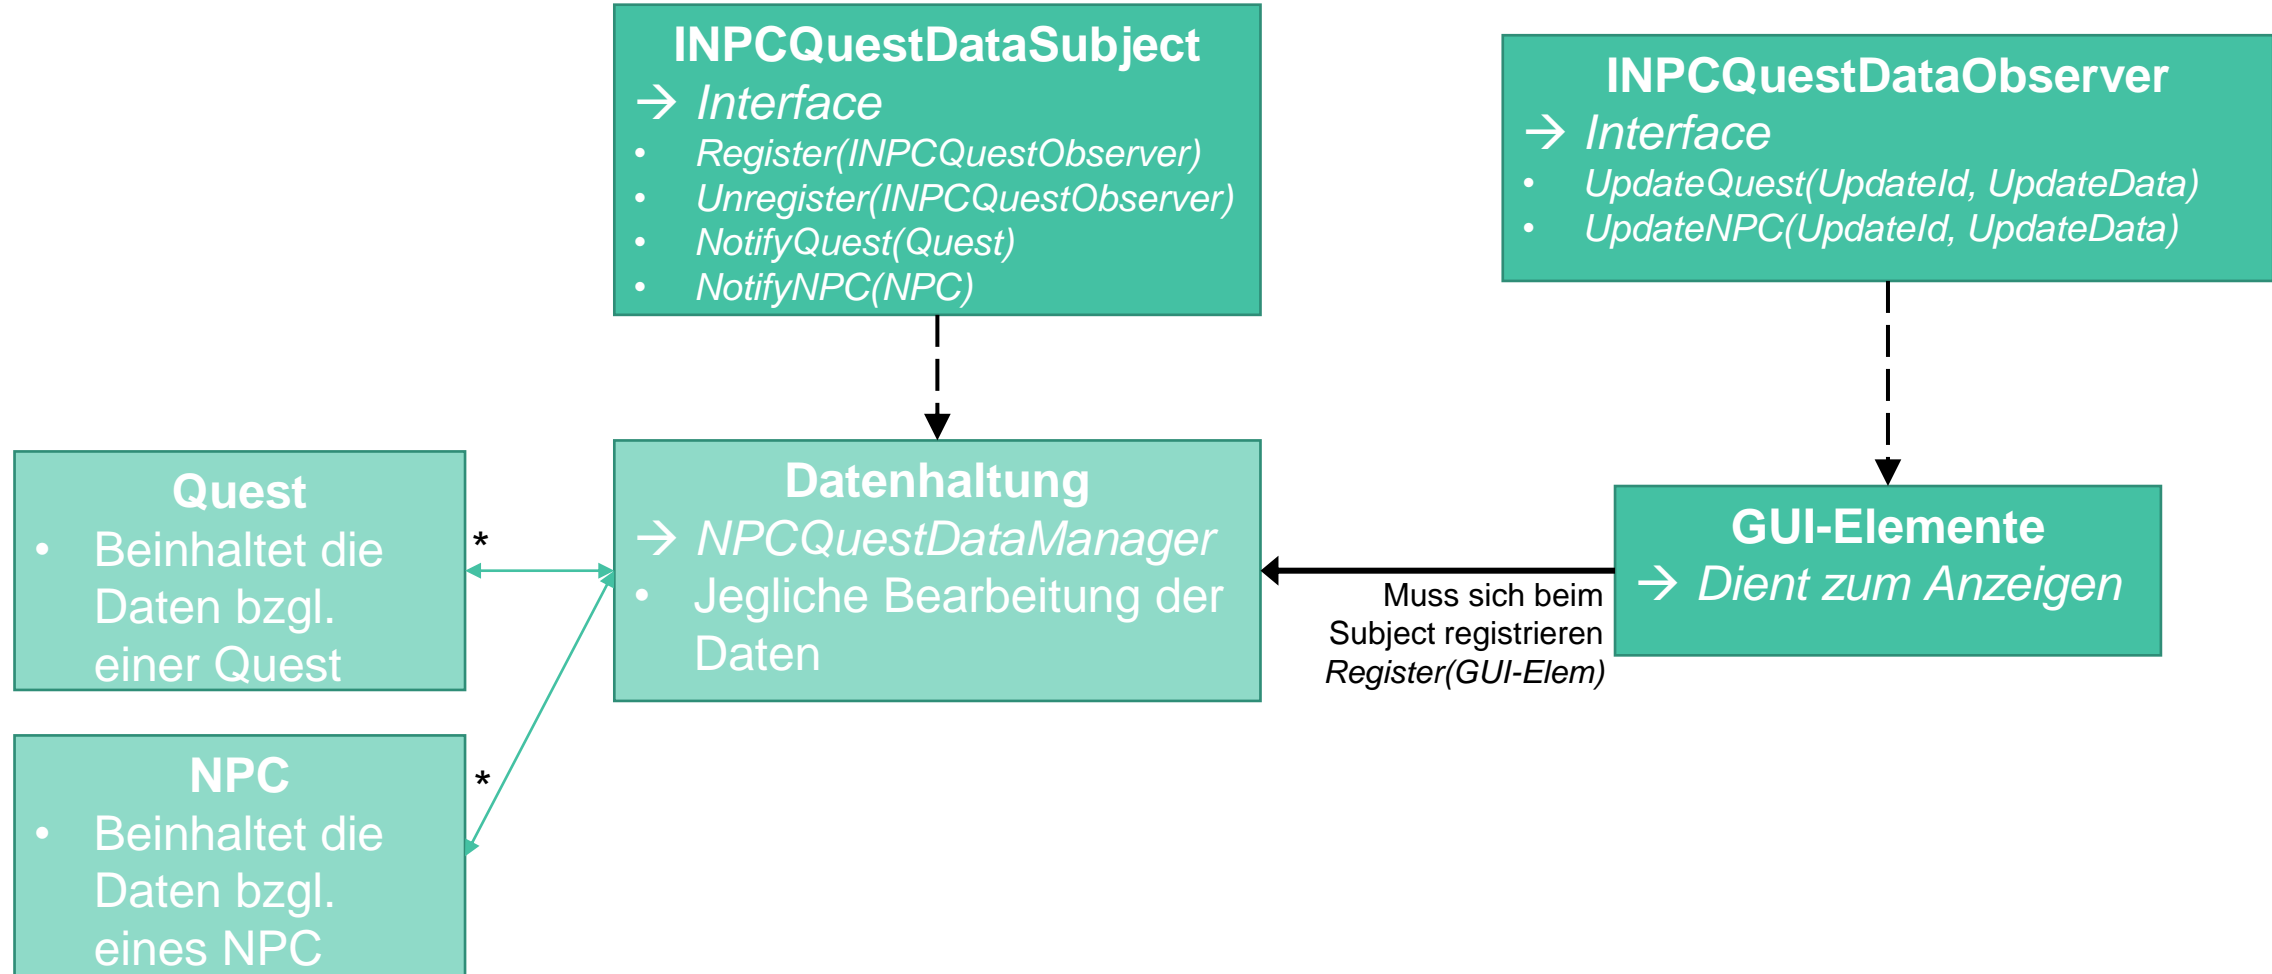 INPCQuestDataSubject
→ Interface
• Register(INPCQuestObserver)
• Unregister(INPCQuestObserver)
• NotifyQuest(Quest)
• NotifyNPC(NPC)
INPCQuestDataObserver
→ Interface
• UpdateQuest(UpdateId, UpdateData)
• UpdateNPC(UpdateId, UpdateData)
Quest
• Beinhaltet die
Daten bzgl.
einer Quest
*
Datenhaltung
→ NPCQuestDataManager
• Jegliche Bearbeitung der
Daten
Muss sich beim
Subject registrieren
Register(GUI-Elem)
GUI-Elemente
→ Dient zum Anzeigen
NPC
• Beinhaltet die
Daten bzgl.
eines NPC
*